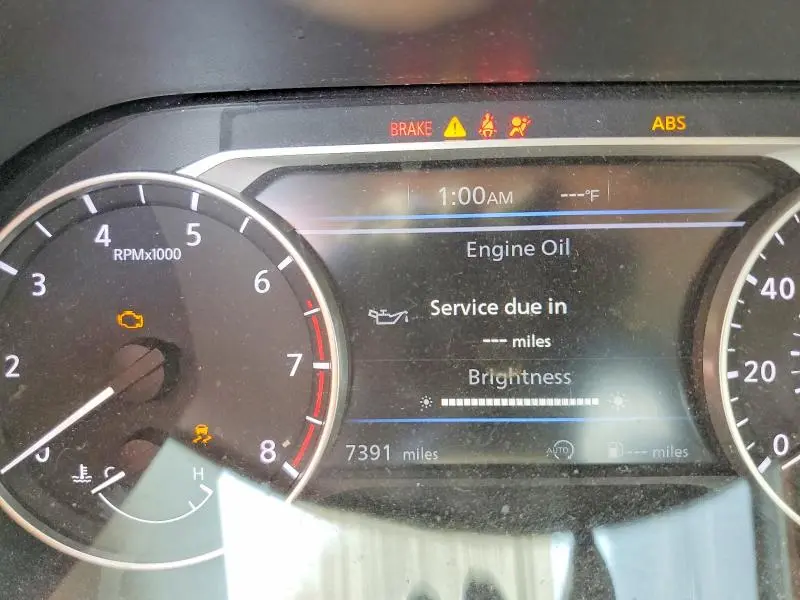 BRAKE
ABS
1:00AM
---°F
Engine Oil
Service due in
--- miles
Brightness
7391 miles
AUTO
--- miles
RPMx1000
0
2
3
4
5
6
7
8
C H
40
20
0